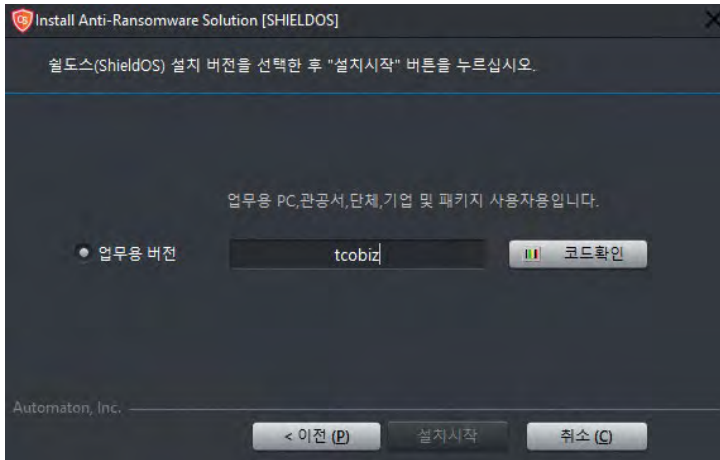 Install Anti-Ransomware Solution [SHIELDOS]
쉴도스(ShieldOS) 설치 버전을 선택한 후 "설치시작" 버튼을 누르십시오.
업무용 PC,관공서,단체,기업 및 패키지 사용자용입니다.
업무용 버전 tcobiz 코드확인
Automaton, Inc.
< 이전 (P) 설치시작 취소 (C)